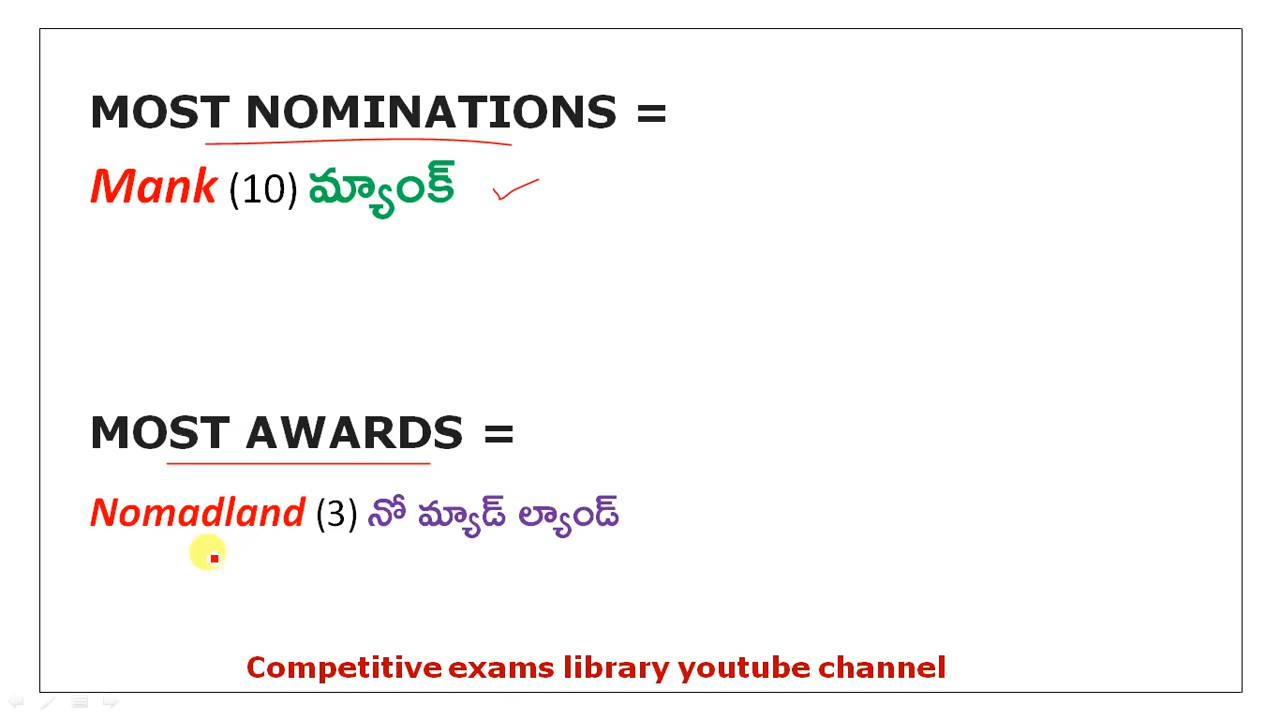 MOST NOMINATIONS =
Mank (10) మ్యాంక్
MOST AWARDS =
Nomadland (3) నో మ్యాడ్ ల్యాండ్
Competitive exams library youtube channel